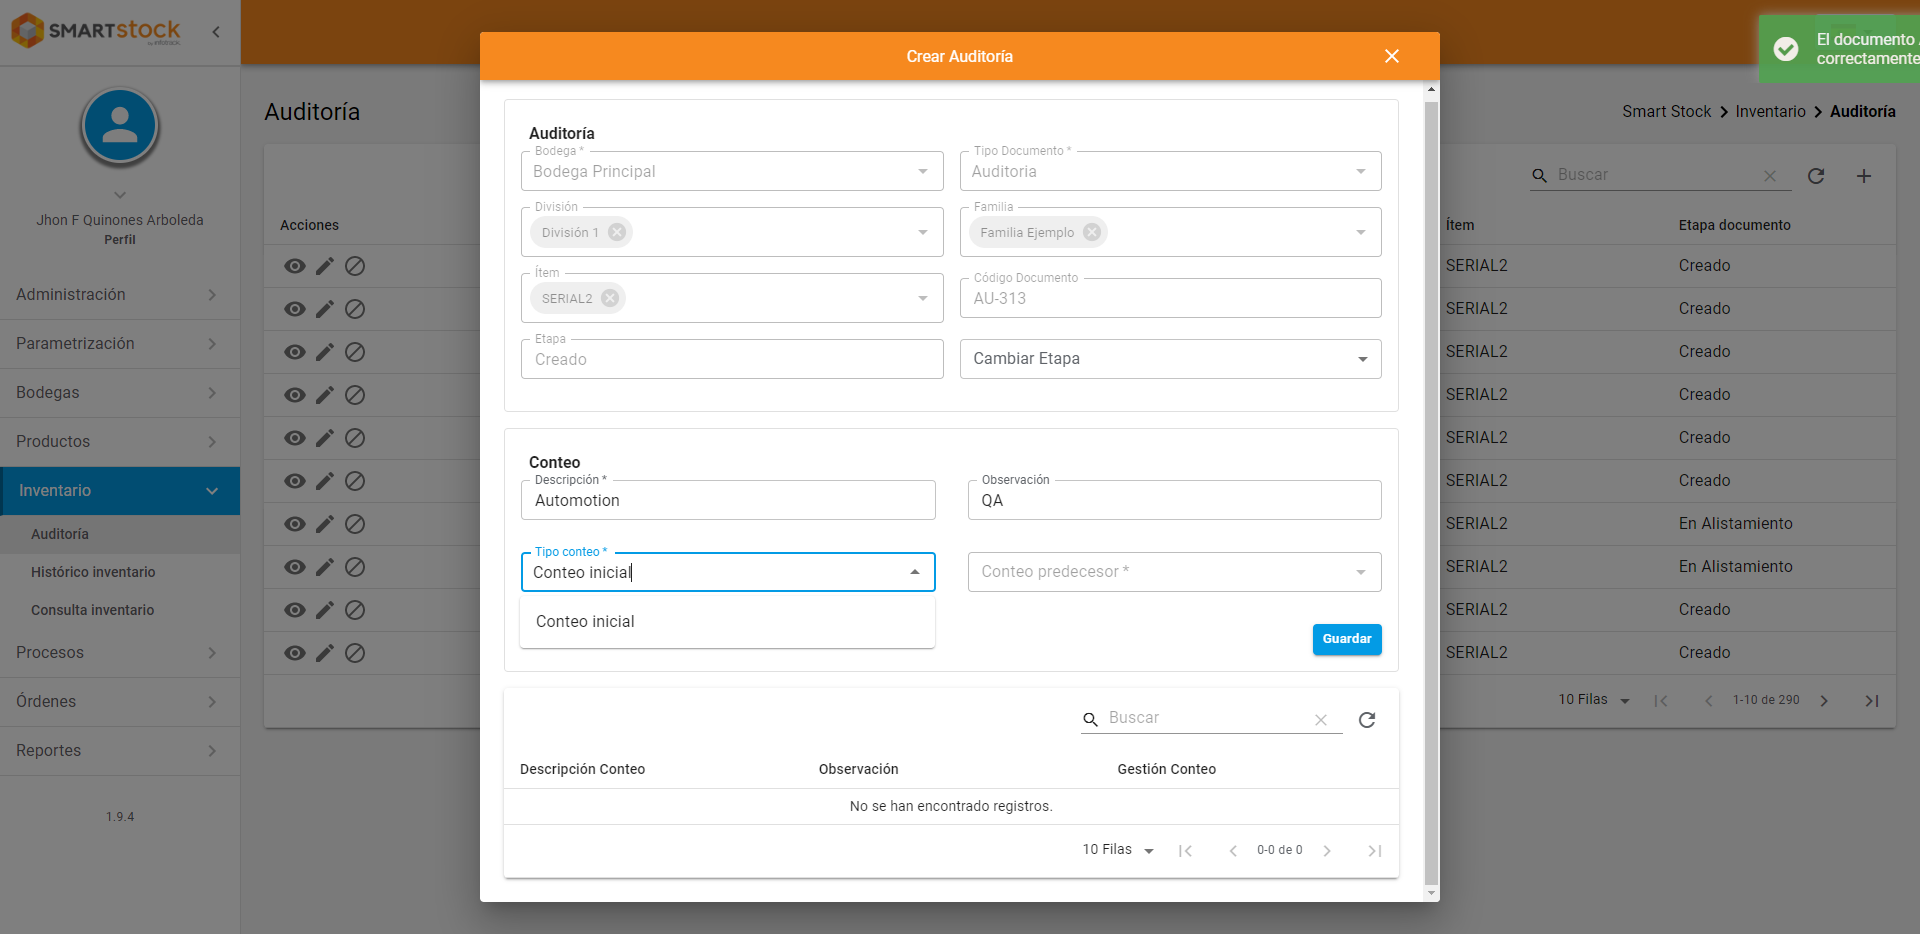 SMARTSTOCK
by infotrack
Jhon F Quinones Arboleda
Perfil
Administración
Parametrización
Bodegas
Productos
Inventario
Auditoría
Histórico inventario
Consulta inventario
Procesos
Órdenes
Reportes
1.9.4
Auditoría
Smart Stock > Inventario > Auditoría
Buscar
Acciones
Ítem
Etapa documento
SERIAL2 Creado
SERIAL2 Creado
SERIAL2 Creado
SERIAL2 Creado
SERIAL2 Creado
SERIAL2 Creado
SERIAL2 En Alistamiento
SERIAL2 En Alistamiento
SERIAL2 Creado
SERIAL2 Creado
10 Filas 1-10 de 290
El documento
correctamente
Crear Auditoría
Auditoría
Bodega *
Bodega Principal
Tipo Documento *
Auditoria
División
División 1
Familia
Familia Ejemplo
Ítem
SERIAL2
Código Documento
AU-313
Etapa
Creado
Cambiar Etapa
Conteo
Descripción *
Automotion
Observación
QA
Tipo conteo *
Conteo inicial
Conteo predecesor *
Conteo inicial
Guardar
Buscar
Descripción Conteo Observación Gestión Conteo
No se han encontrado registros.
10 Filas 0-0 de 0